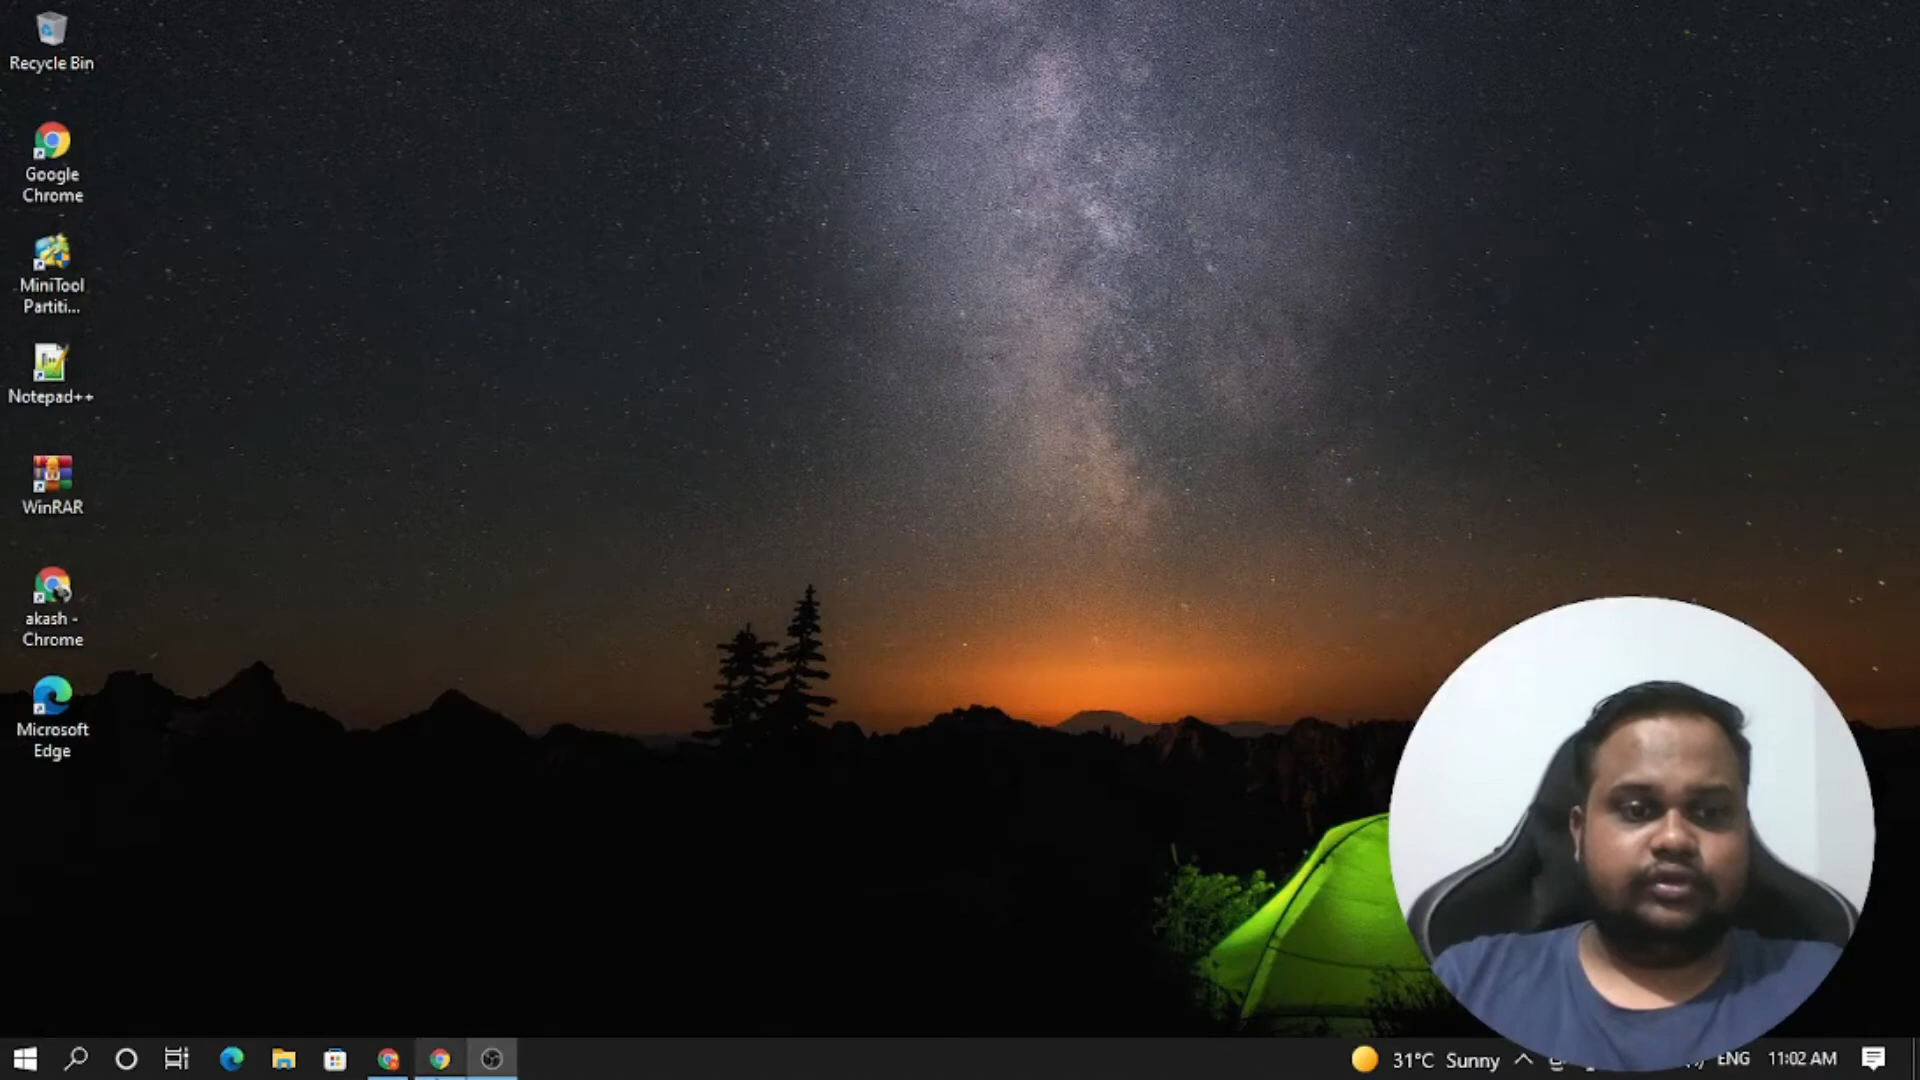 Recycle Bin
Google
Chrome
MiniTool
Partiti...
Notepad++
WinRAR
akash -
Chrome
Microsoft
Edge
31°C Sunny
ENG
11:02 AM